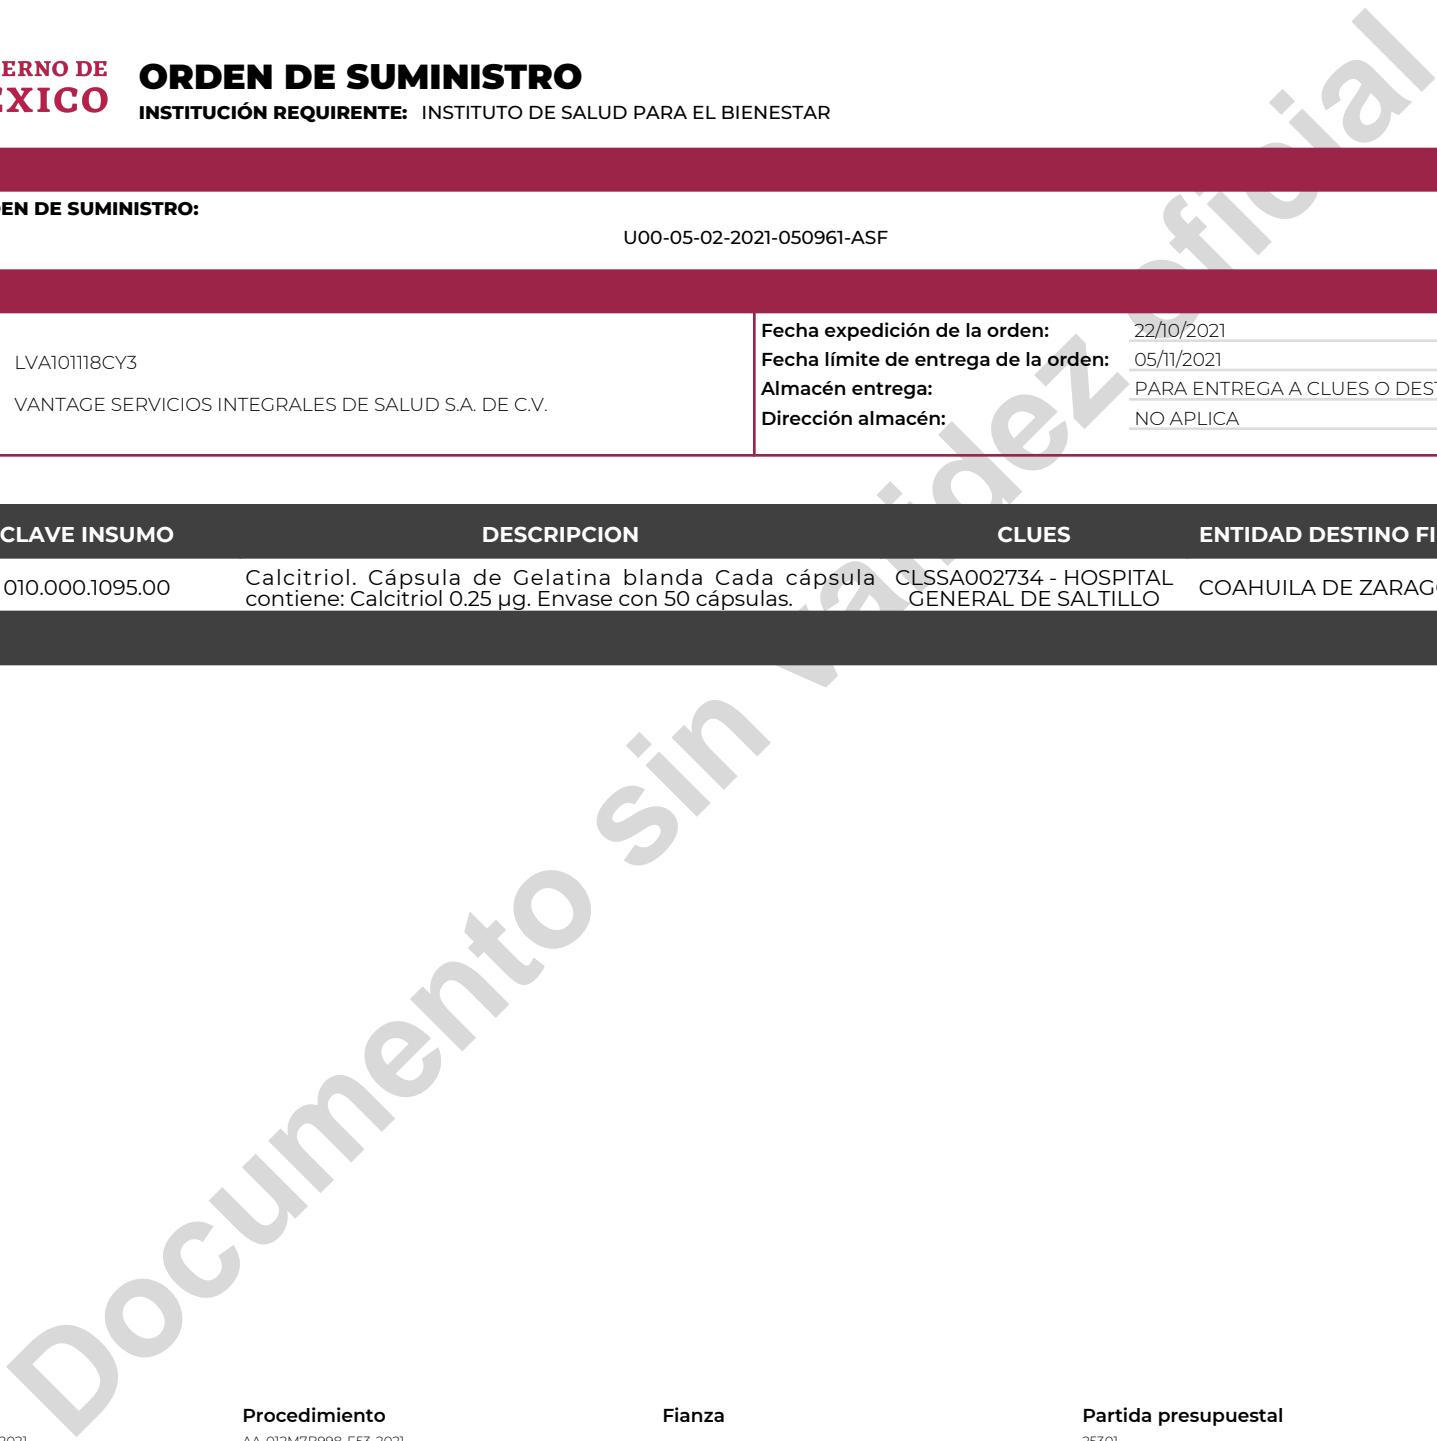 ERNO DE
XICO
ORDEN DE SUMINISTRO
INSTITUCIÓN REQUIRENTE: INSTITUTO DE SALUD PARA EL BIENESTAR
EN DE SUMINISTRO:
U00-05-02-2021-050961-ASF
LVA101118CY3
VANTAGE SERVICIOS INTEGRALES DE SALUD S.A. DE C.V.
Fecha expedición de la orden: 22/10/2021
Fecha límite de entrega de la orden: 05/11/2021
Almacén entrega: PARA ENTREGA A CLUES O DEST
Dirección almacén: NO APLICA
CLAVE INSUMO DESCRIPCION CLUES ENTIDAD DESTINO FI
010.000.1095.00
Calcitriol. Cápsula de Gelatina blanda Cada cápsula
contiene: Calcitriol 0.25 µg. Envase con 50 cápsulas.
CLSSA002734 - HOSPITAL
GENERAL DE SALTILLO
COAHUILA DE ZARAG
Documento sin validez oficial
Procedimiento Fianza Partida presupuestal